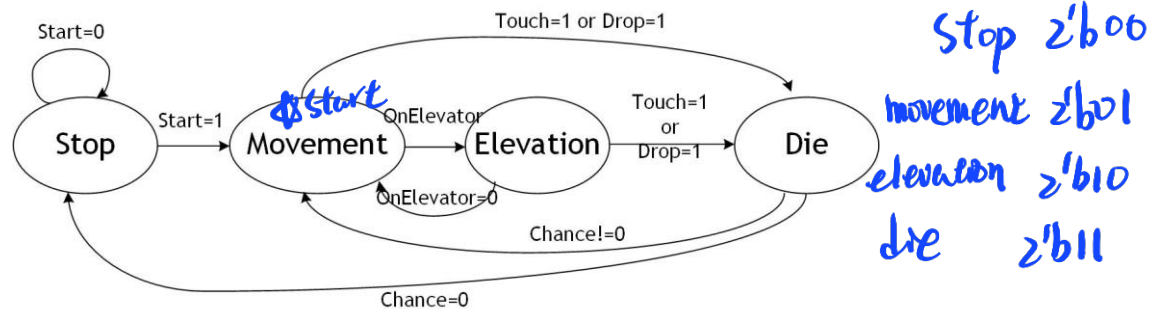 Start=0
Touch=1 or Drop=1
Stop 2'b00
Start=1
start
OnElevator
Touch=1
or
Drop=1
movement 2'b01
Stop
Movement
Elevation
Die
elevation 2'b10
OnElevator=0
Chance!=0
die 2'b11
Chance=0